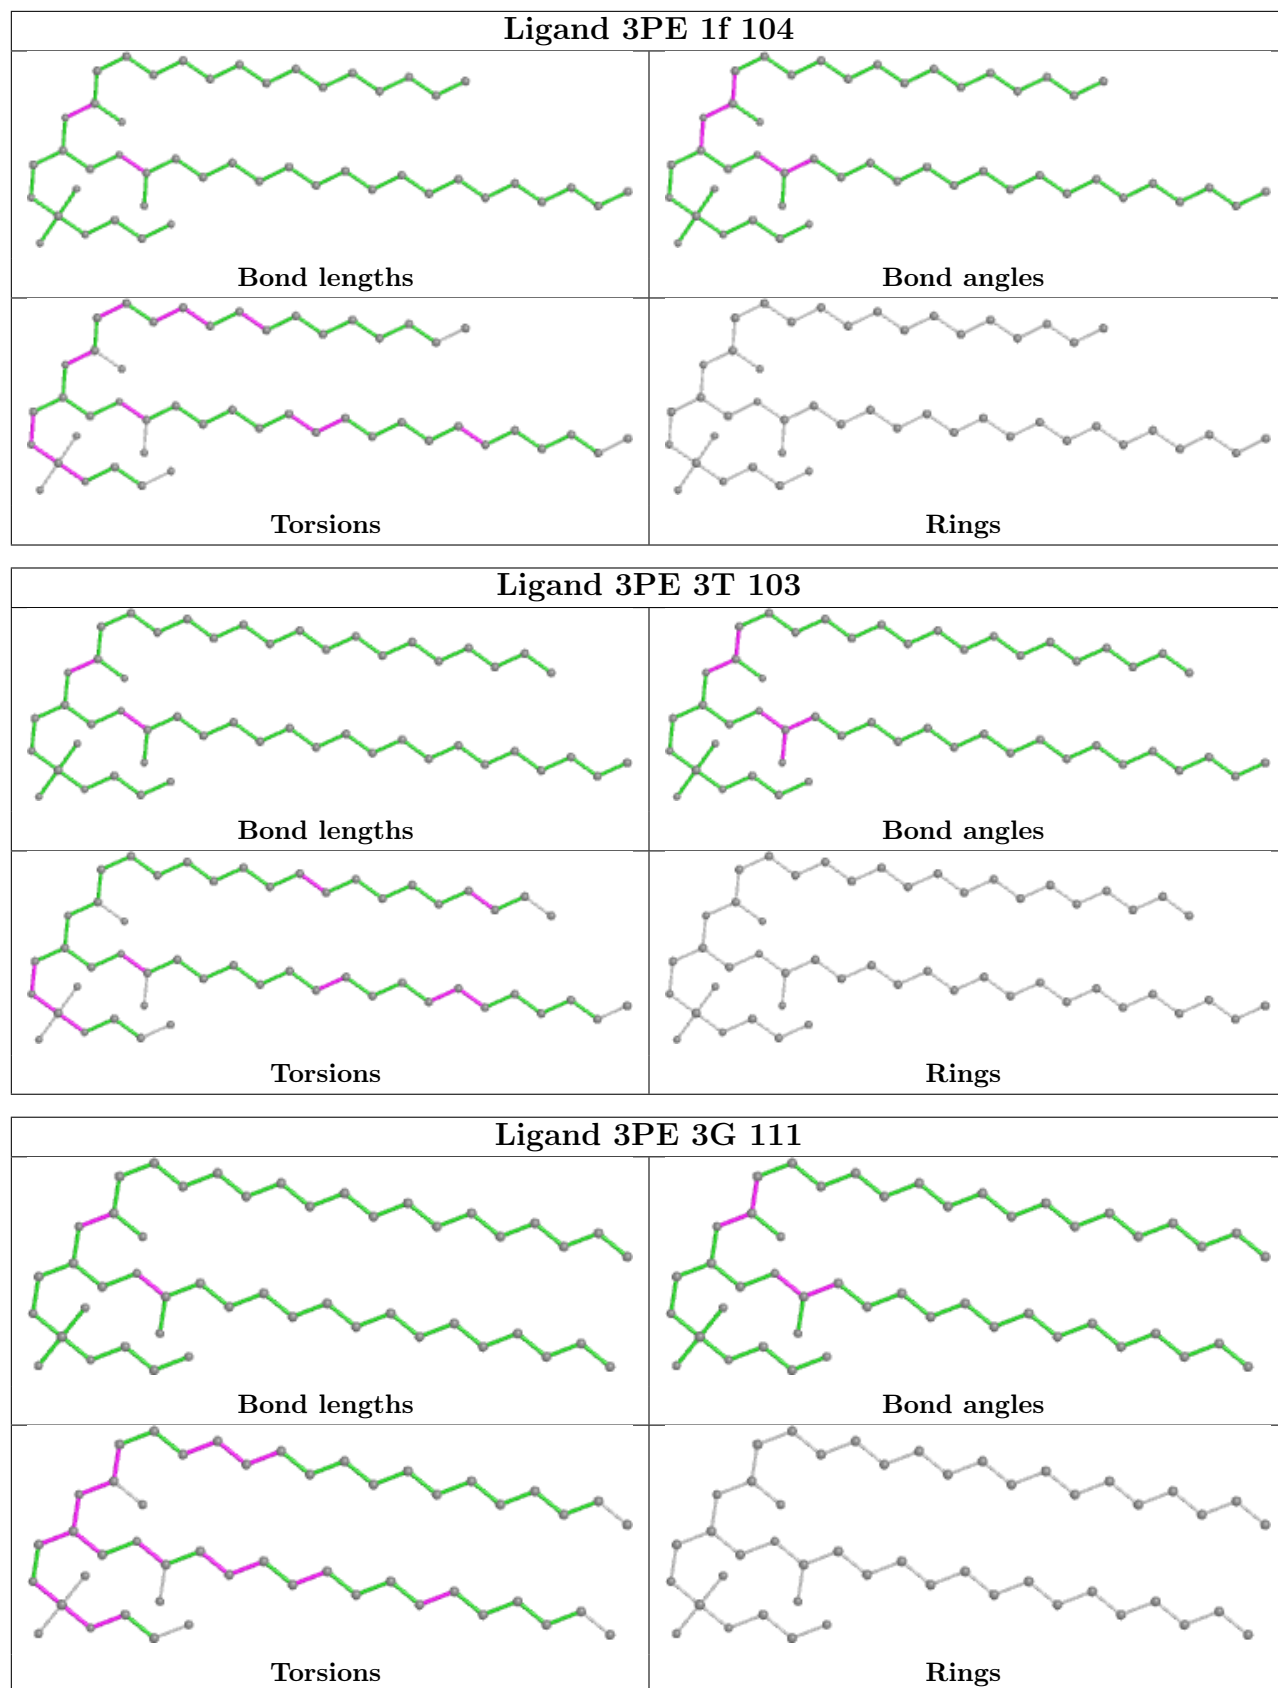 Ligand 3PE 1f 104
Bond lengths
Bond angles
Torsions
Rings
Ligand 3PE 3T 103
Bond lengths
Bond angles
Torsions
Rings
Ligand 3PE 3G 111
Bond lengths
Bond angles
Torsions
Rings